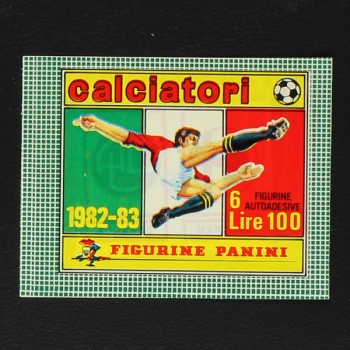 calciatori
6
FIGURINE
AUTOADESIVE
1982-83
Lire 100
FIGURINE PANINI